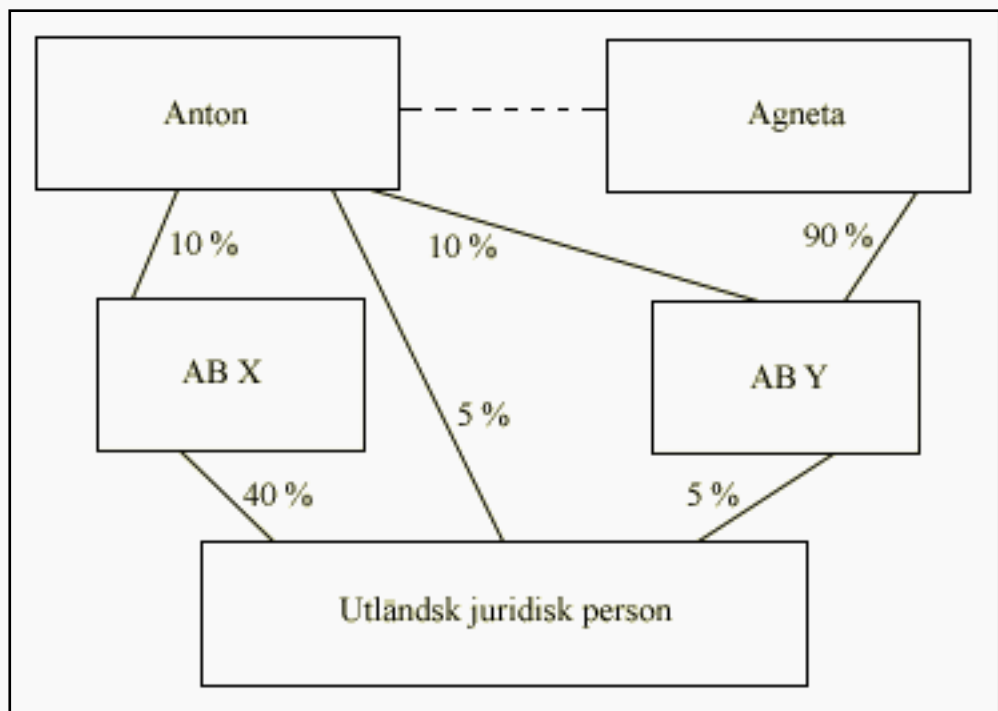 Anton
Agneta
10 %
10 %
90 %
AB X
AB Y
5 %
40 %
5 %
Utländsk juridisk person